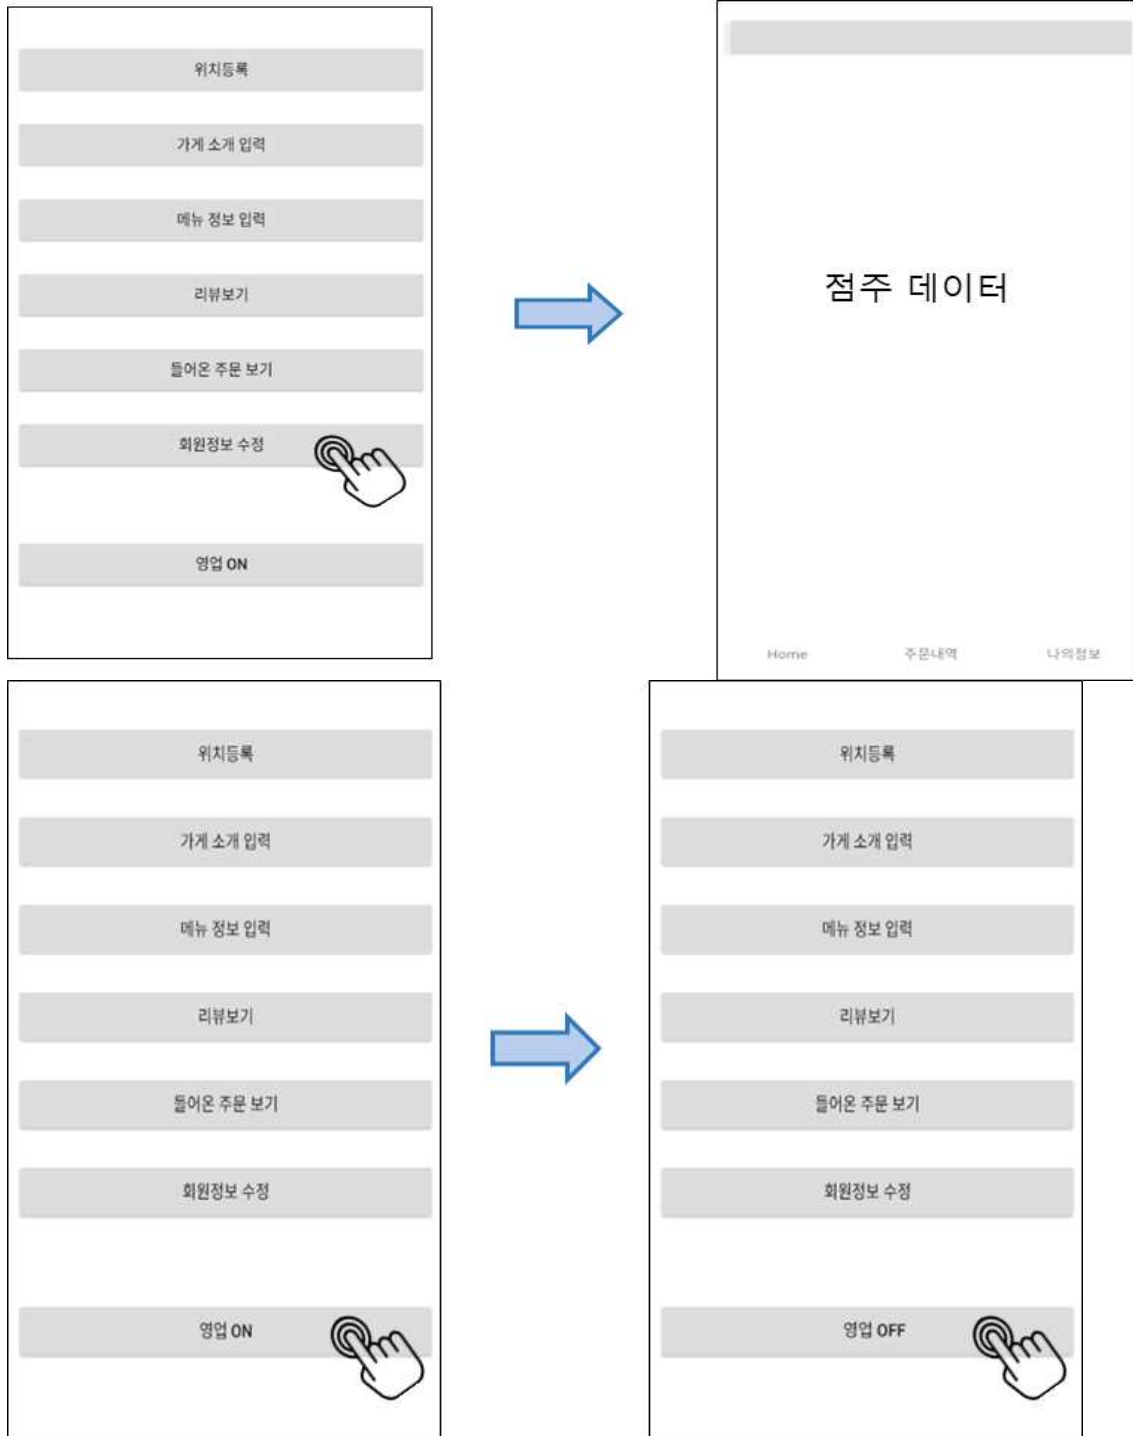 위치등록
가게 소개 입력
메뉴 정보 입력
리뷰보기
들어온 주문 보기
회원정보 수정
영업 ON
점주 데이터
Home
주문내역
나의정보
위치등록
가게 소개 입력
메뉴 정보 입력
리뷰보기
들어온 주문 보기
회원정보 수정
영업 ON
위치등록
가게 소개 입력
메뉴 정보 입력
리뷰보기
들어온 주문 보기
회원정보 수정
영업 OFF